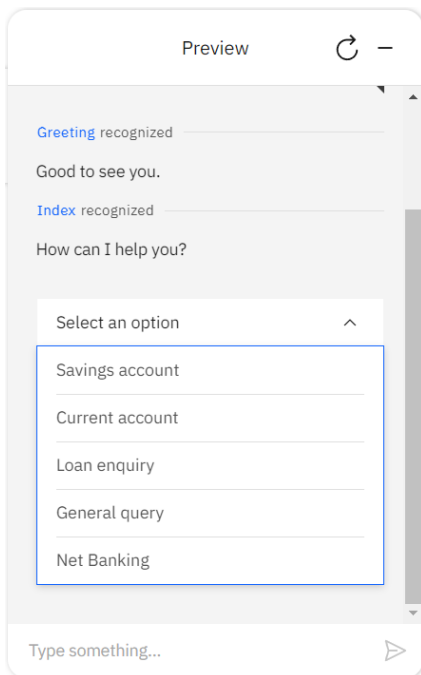 Preview
Greeting recognized
Good to see you.
Index recognized
How can I help you?
Select an option
Savings account
Current account
Loan enquiry
General query
Net Banking
Type something...